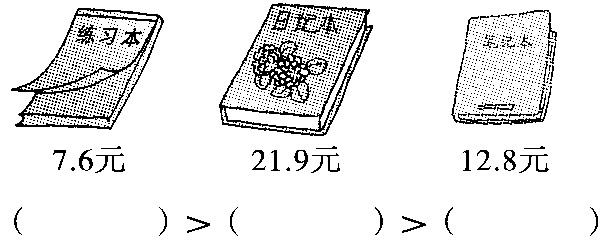 练习本
日记本
笔记本
7.6元 21.9元 12.8元
(      ) > (      ) > (      )